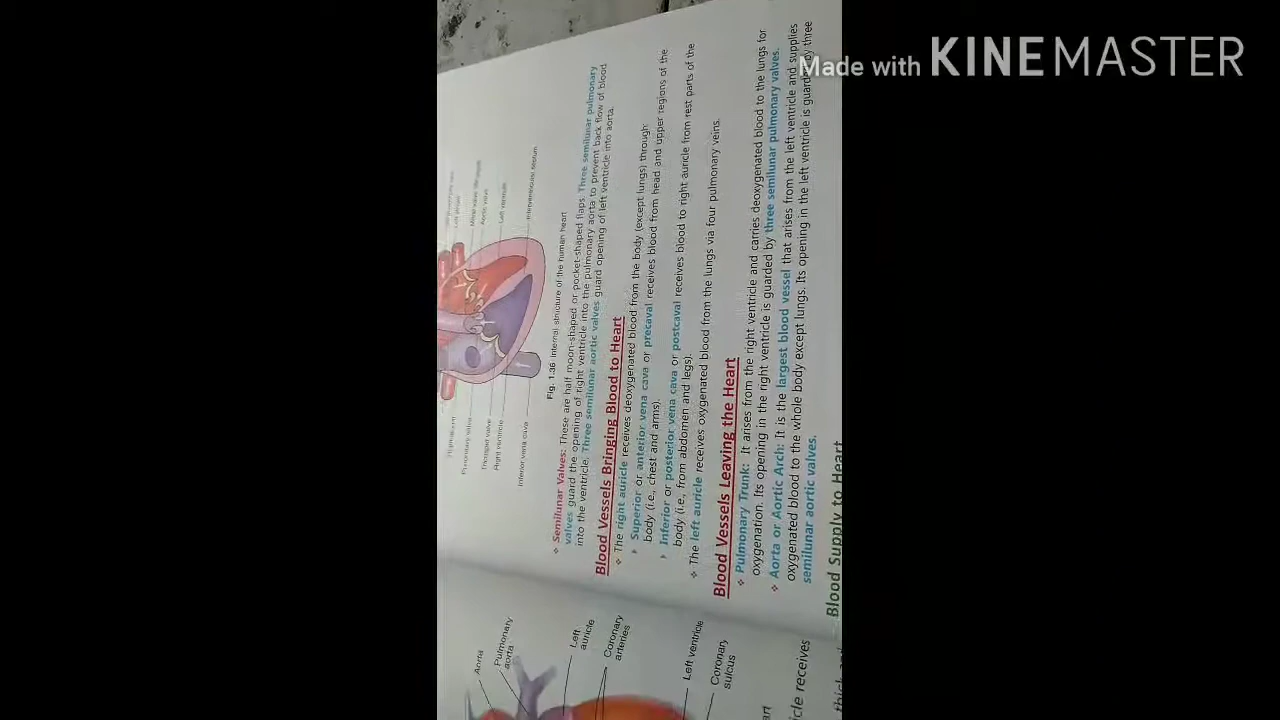 Made with KINEMASTER
Left atrium
Mitral valve
Aortic valve
Left ventricle
Interventricular septum
Pulmonary valve
Tricuspid valve
Right ventricle
Inferior vena cava
Fig. 1.36 Internal structure of the human heart
❖ Semilunar Valves: These are half moon-shaped or pocket-shaped flaps. Three semilunar pulmonary
valves guard the opening of right ventricle into the pulmonary aorta to prevent back flow of blood
into the ventricle. Three semilunar aortic valves guard opening of left ventricle into aorta.
Blood Vessels Bringing Blood to Heart
❖ The right auricle receives deoxygenated blood from the body (except lungs) through:
Superior or anterior vena cava or precaval receives blood from head and upper regions of the
body (i.e., chest and arms).
Inferior or posterior vena cava or postcaval receives blood to right auricle from rest parts of the
body (i.e., from abdomen and legs).
❖ The left auricle receives oxygenated blood from the lungs via four pulmonary veins.
Blood Vessels Leaving the Heart
❖ Pulmonary Trunk: It arises from the right ventricle and carries deoxygenated blood to the lungs for
oxygenation. Its opening in the right ventricle is guarded by three semilunar pulmonary valves.
❖ Aorta or Aortic Arch: It is the largest blood vessel that arises from the left ventricle and supplies
oxygenated blood to the whole body except lungs. Its opening in the left ventricle is guarded by three
semilunar aortic valves.
Blood Supply to Heart
Aorta
Pulmonary
aorta
Left
auricle
Coronary
arteries
Left ventricle
Coronary
sulcus
receives